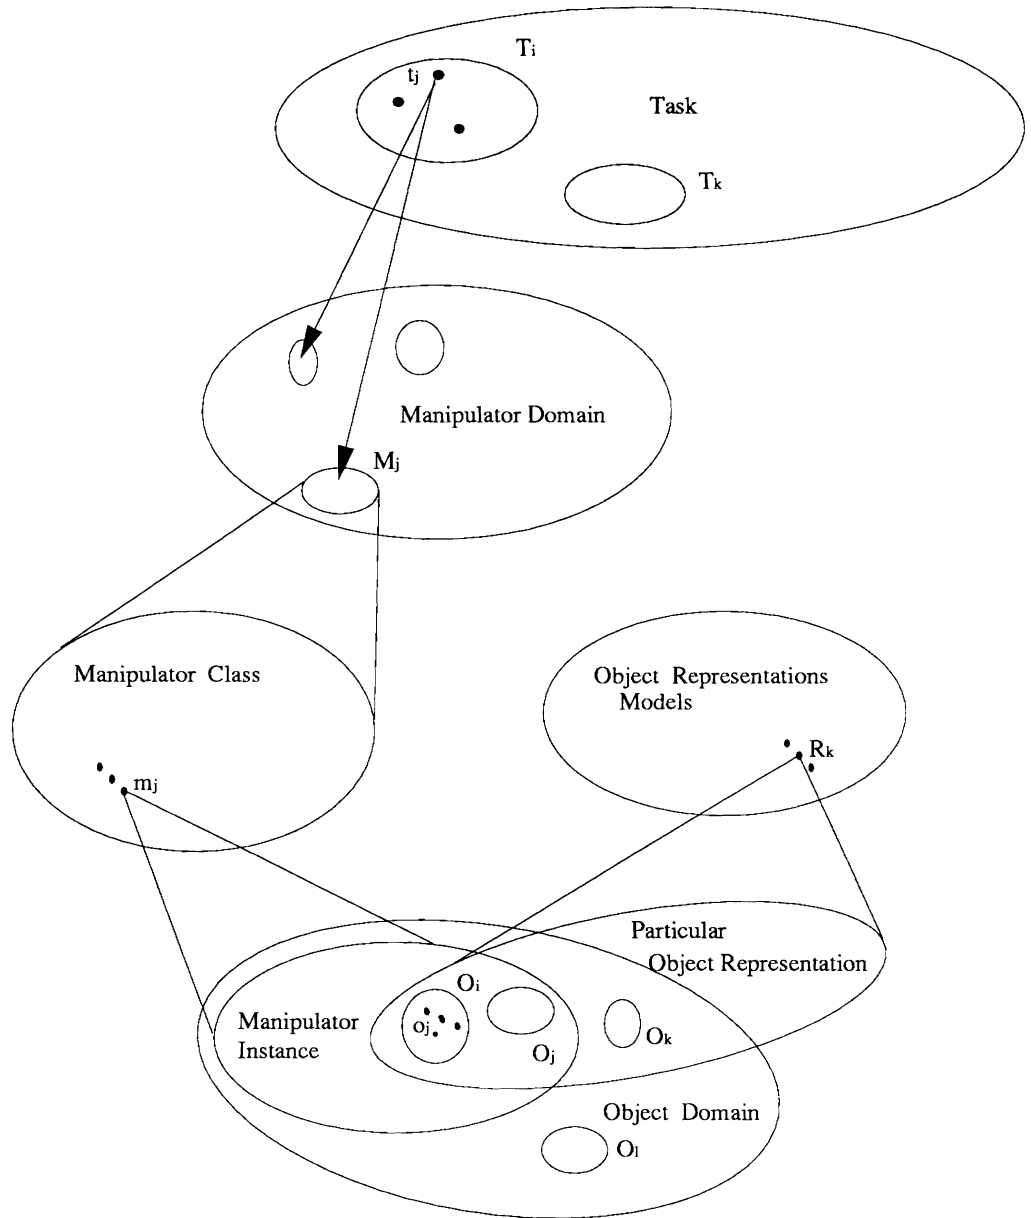 Ti
tj
Task
Tk
Manipulator Domain
Mj
Manipulator Class
Object Representations
Models
Rk
mj
Particular
Object Representation
Oi
Manipulator
Instance
oj
Ok
Oj
Object Domain
Ol